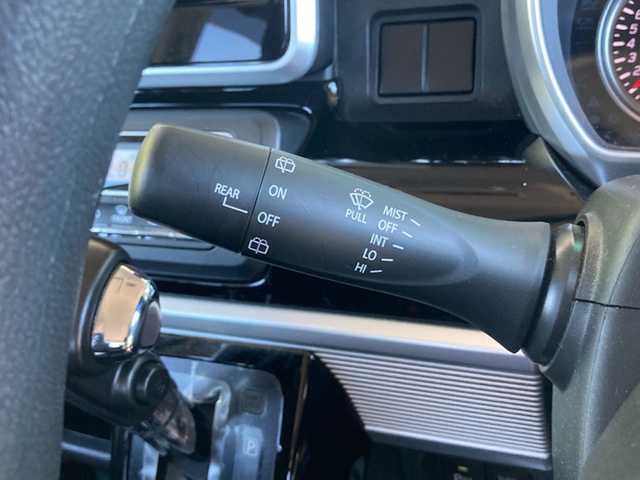 REAR
ON
OFF
PULL
MIST
OFF
INT
LO
HI